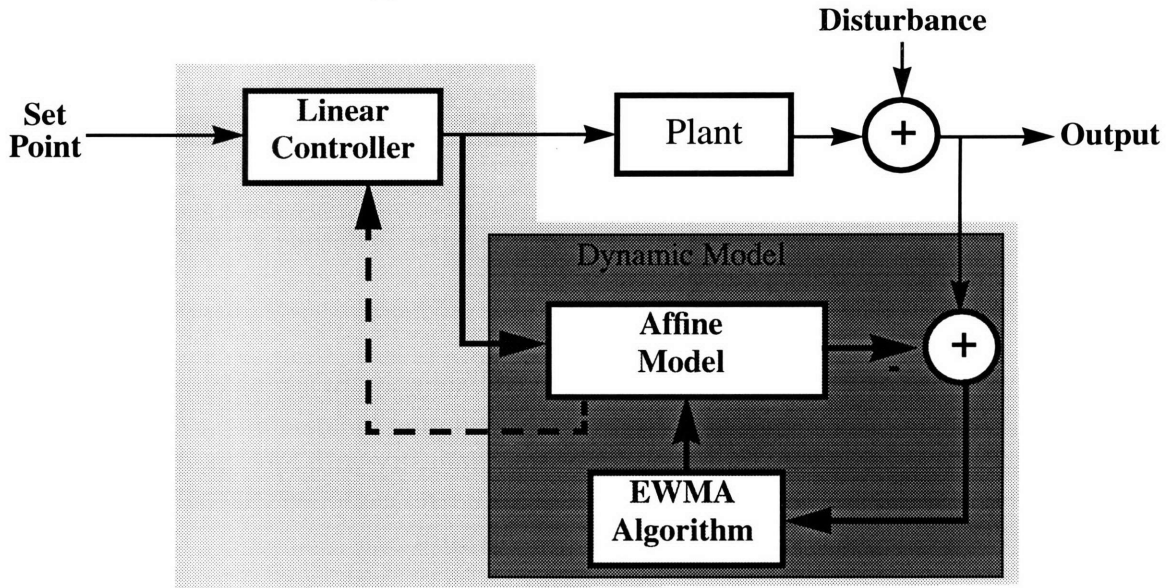 Disturbance
Set
Point
Linear
Controller
Plant
+
Output
Dynamic Model
Affine
Model
+
-
EWMA
Algorithm